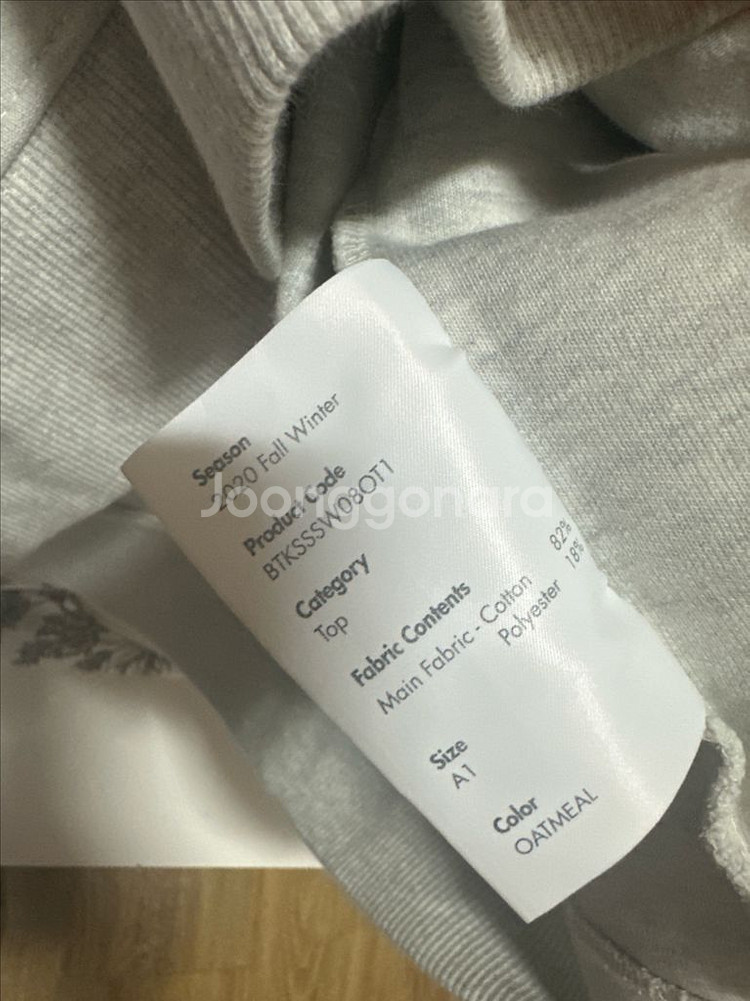 Season
2020 Fall Winter
Product Code
BTKSSSW03OT1
Category
Top
Fabric Contents
Main Fabric - Cotton 82%
Polyester 18%
Size
A1
Color
OATMEAL
Joonggonara